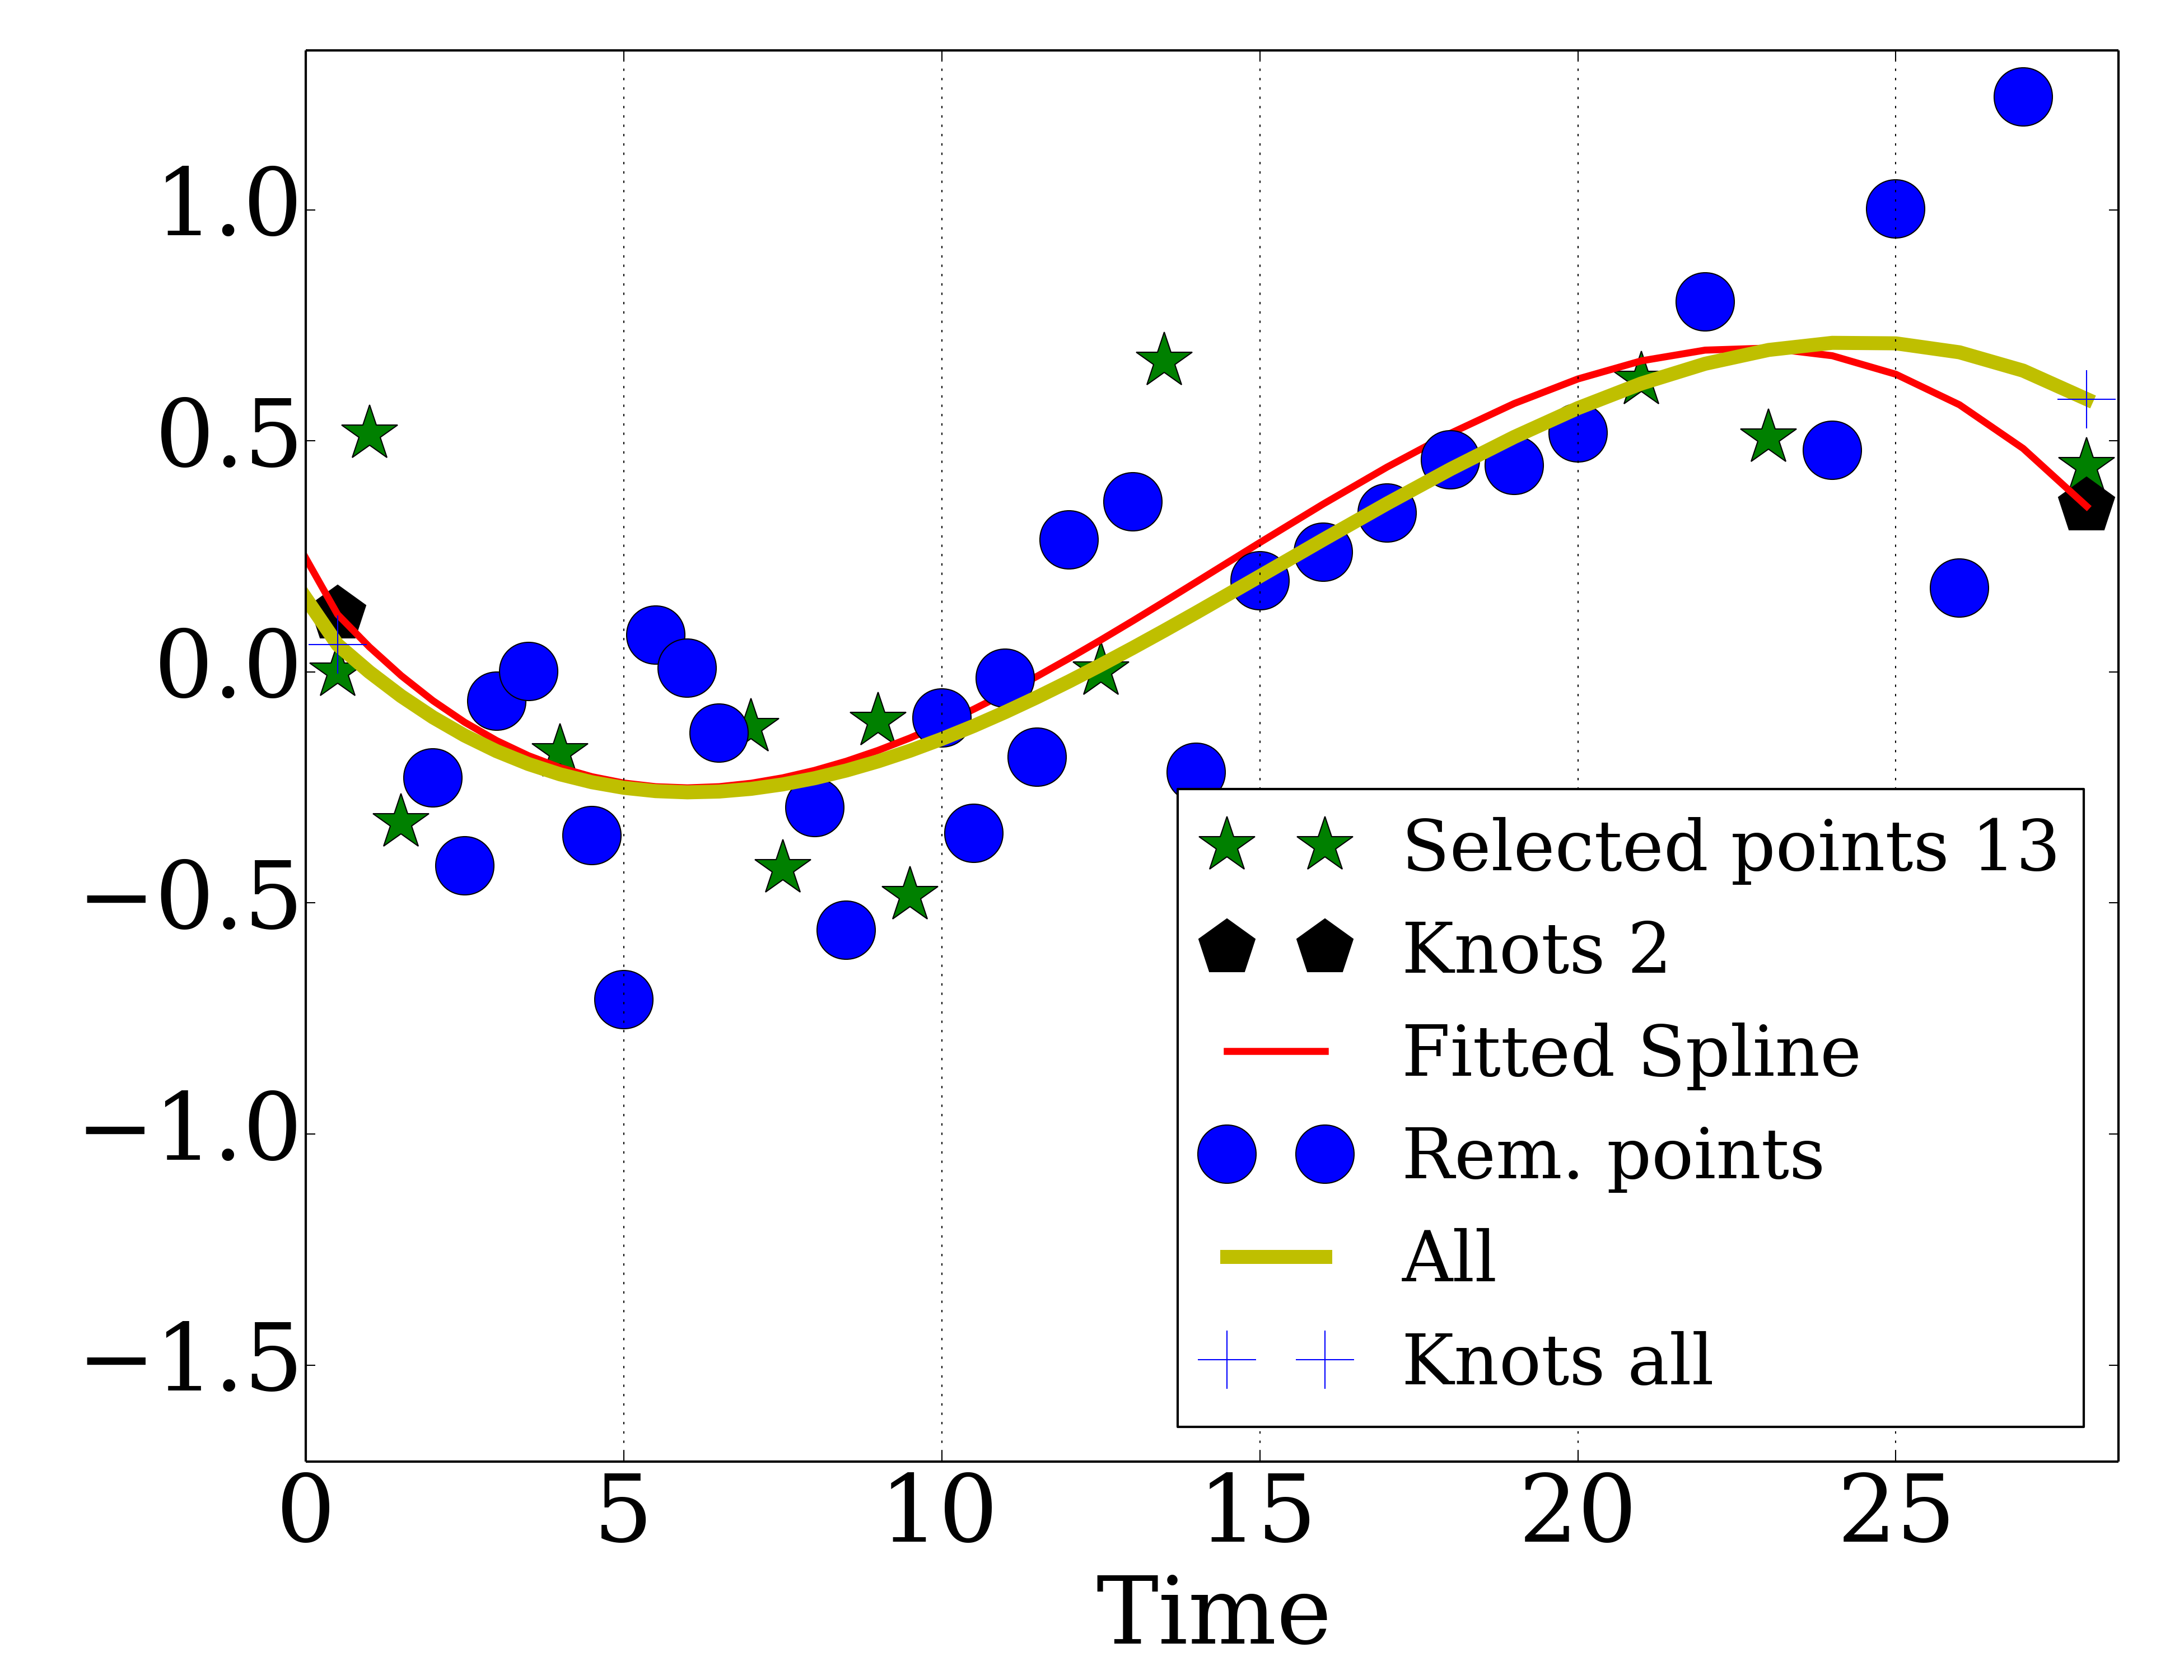 1.0
0.5
0.0
−0.5
−1.0
−1.5
Selected points 13
Knots 2
Fitted Spline
Rem. points
All
Knots all
0 5 10 15 20 25
Time